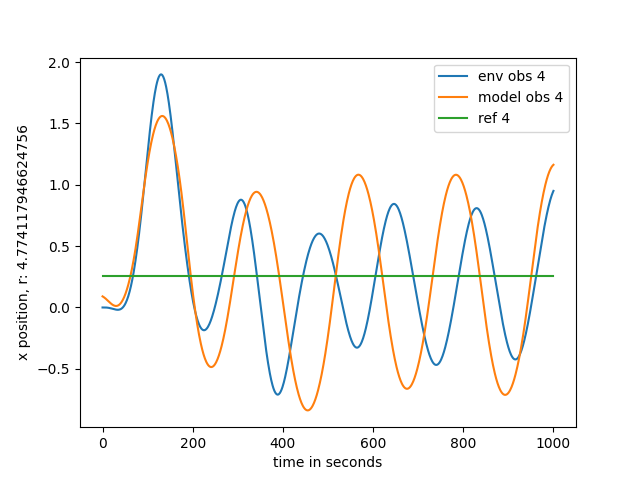 2.0
1.5
1.0
0.5
0.0
−0.5
x position, r: 4.774117946624756
env obs 4
model obs 4
ref 4
0 200 400 600 800 1000
time in seconds